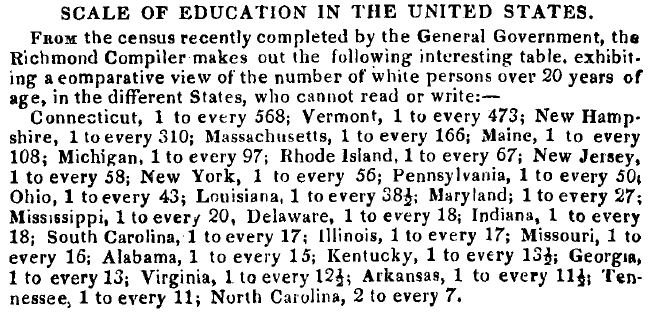 SCALE OF EDUCATION IN THE UNITED STATES.
FROM the census recently completed by the General Government, the
Richmond Compiler makes out the following interesting table, exhibit-
ing a comparative view of the number of white persons over 20 years of
age, in the different States, who cannot read or write:—
Connecticut, 1 to every 568; Vermont, 1 to every 473; New Hamp-
shire, 1 to every 310; Massachusetts, 1 to every 166; Maine, 1 to every
108; Michigan, 1 to every 97; Rhode Island, 1 to every 67; New Jersey,
1 to every 58; New York, 1 to every 56; Pennsylvania, 1 to every 50;
Ohio, 1 to every 43; Louisiana, 1 to every 38½; Maryland; 1 to every 27;
Mississippi, 1 to every 20, Delaware, 1 to every 18; Indiana, 1 to every
18; South Carolina, 1 to every 17; Illinois, 1 to every 17; Missouri, 1 to
every 16; Alabama, 1 to every 15; Kentucky, 1 to every 13½; Georgia,
1 to every 13; Virginia, 1 to every 12½; Arkansas, 1 to every 11½; Ten-
nessee, 1 to every 11; North Carolina, 2 to every 7.